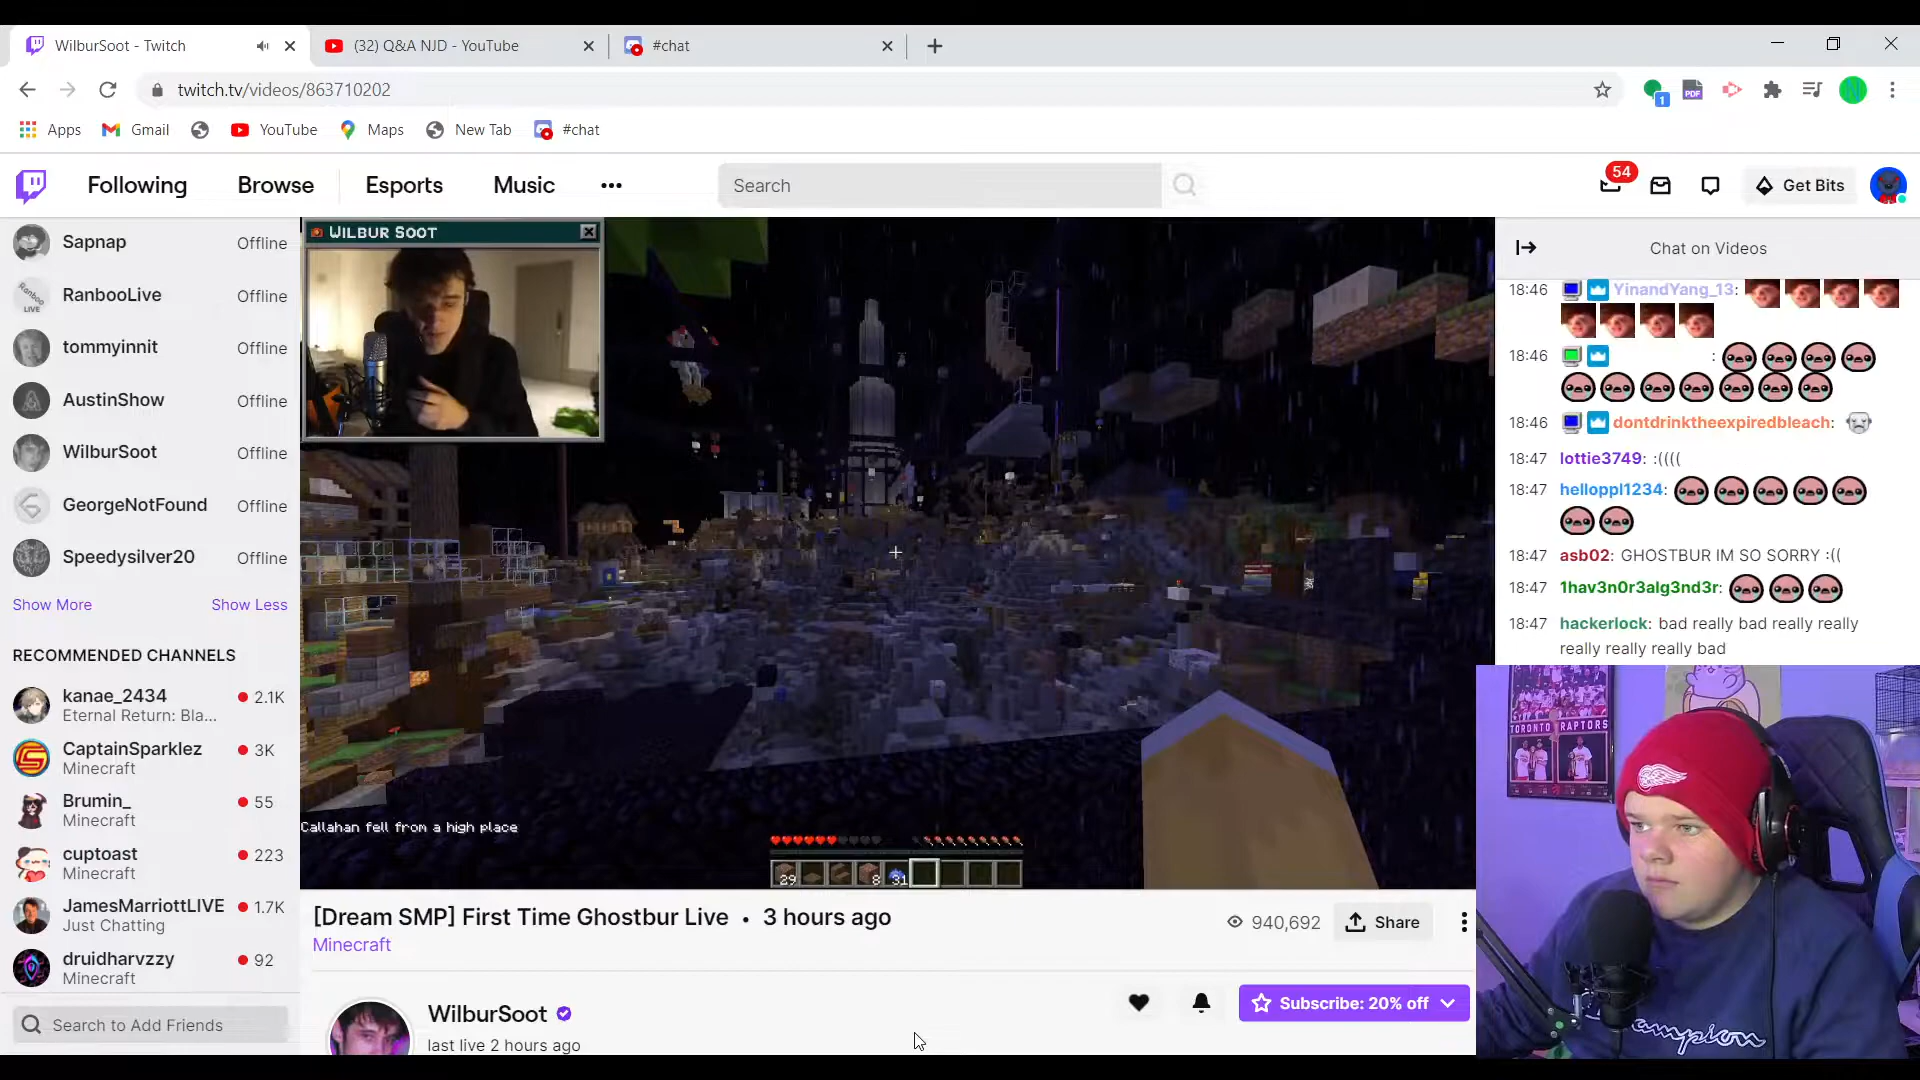 WilburSoot - Twitch
(32) Q&A NJD - YouTube
#chat
twitch.tv/videos/863710202
1
PDF
Apps
Gmail
YouTube
Maps
New Tab
#chat
Following
Browse
Esports
Music
Search
54
Get Bits
Sapnap Offline
RanbooLive Offline
tommyinnit Offline
AustinShow Offline
WilburSoot Offline
GeorgeNotFound Offline
Speedysilver20 Offline
Show More Show Less
RECOMMENDED CHANNELS
kanae_2434 2.1K
Eternal Return: Bla...
CaptainSparklez 3K
Minecraft
Brumin_ 55
Minecraft
cuptoast 223
Minecraft
JamesMarriottLIVE 1.7K
Just Chatting
druidharvzzy 92
Minecraft
Search to Add Friends
WILBUR SOOT
Callahan fell from a high place
29 8 31
[Dream SMP] First Time Ghostbur Live • 3 hours ago
Minecraft
940,692
Share
WilburSoot
last live 2 hours ago
Subscribe: 20% off
Chat on Videos
18:46 YinandYang_13:
18:46 :
18:46 dontdrinktheexpiredbleach:
18:47 lottie3749: :((((
18:47 helloppl1234:
18:47 asb02: GHOSTBUR IM SO SORRY :((
18:47 1hav3n0r3alg3nd3r:
18:47 hackerlock: bad really bad really really
really really really bad
TORONTO RAPTORS
Champion